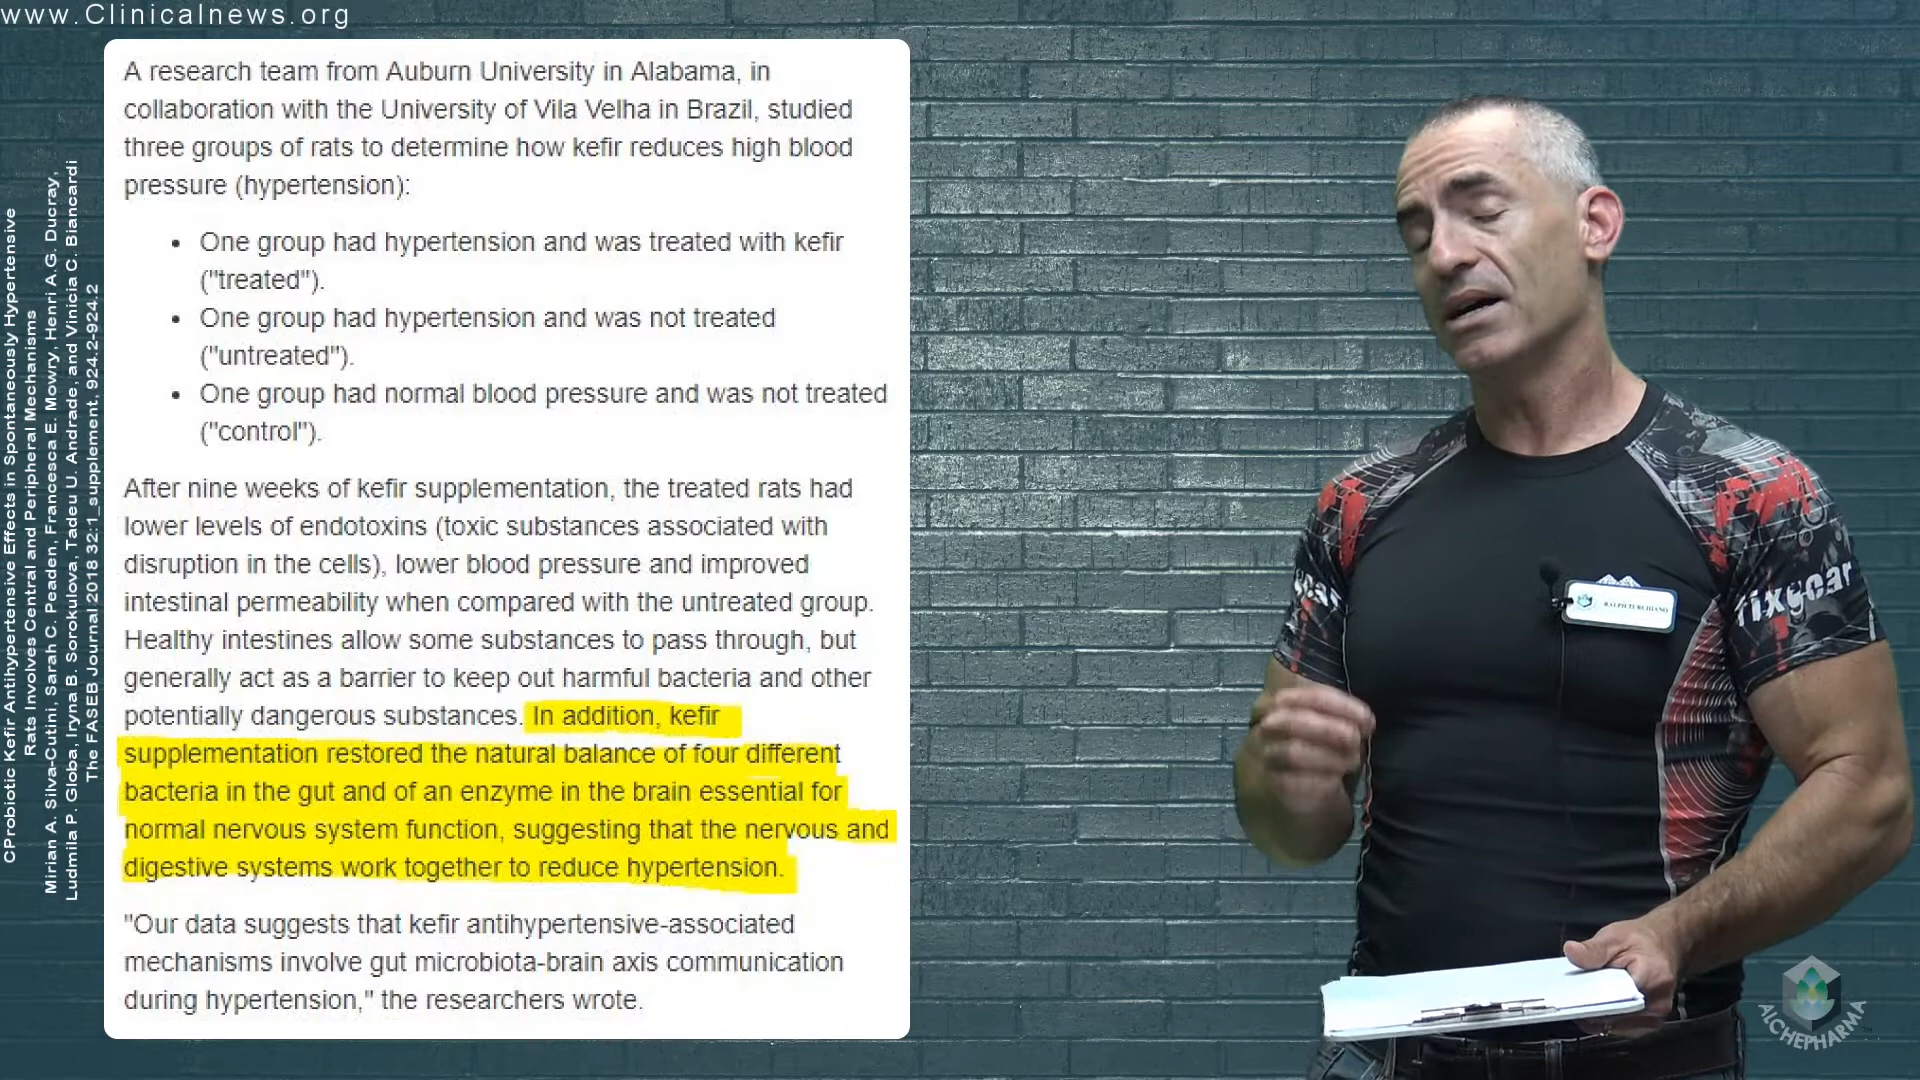 www.Clinicalnews.org
CProbiotic Kefir Antihypertensive Effects in Spontaneously Hypertensive
Rats Involves Central and Peripheral Mechanisms
Mirian A. Silva-Cutini, Sarah C. Peaden, Francesca E. Mowry, Henri A.G. Ducray,
Ludmila P. Globa, Iryna B. Sorokulova, Tadeu U. Andrade, and Vinicia C. Biancardi
The FASEB Journal 2018 32:1_supplement, 924.2-924.2
A research team from Auburn University in Alabama, in
collaboration with the University of Vila Velha in Brazil, studied
three groups of rats to determine how kefir reduces high blood
pressure (hypertension):
• One group had hypertension and was treated with kefir
("treated").
• One group had hypertension and was not treated
("untreated").
• One group had normal blood pressure and was not treated
("control").
After nine weeks of kefir supplementation, the treated rats had
lower levels of endotoxins (toxic substances associated with
disruption in the cells), lower blood pressure and improved
intestinal permeability when compared with the untreated group.
Healthy intestines allow some substances to pass through, but
generally act as a barrier to keep out harmful bacteria and other
potentially dangerous substances. In addition, kefir
supplementation restored the natural balance of four different
bacteria in the gut and of an enzyme in the brain essential for
normal nervous system function, suggesting that the nervous and
digestive systems work together to reduce hypertension.
"Our data suggests that kefir antihypertensive-associated
mechanisms involve gut microbiota-brain axis communication
during hypertension," the researchers wrote.
fixgear
RALPH TURCHIANO
ALCHEPHARMA